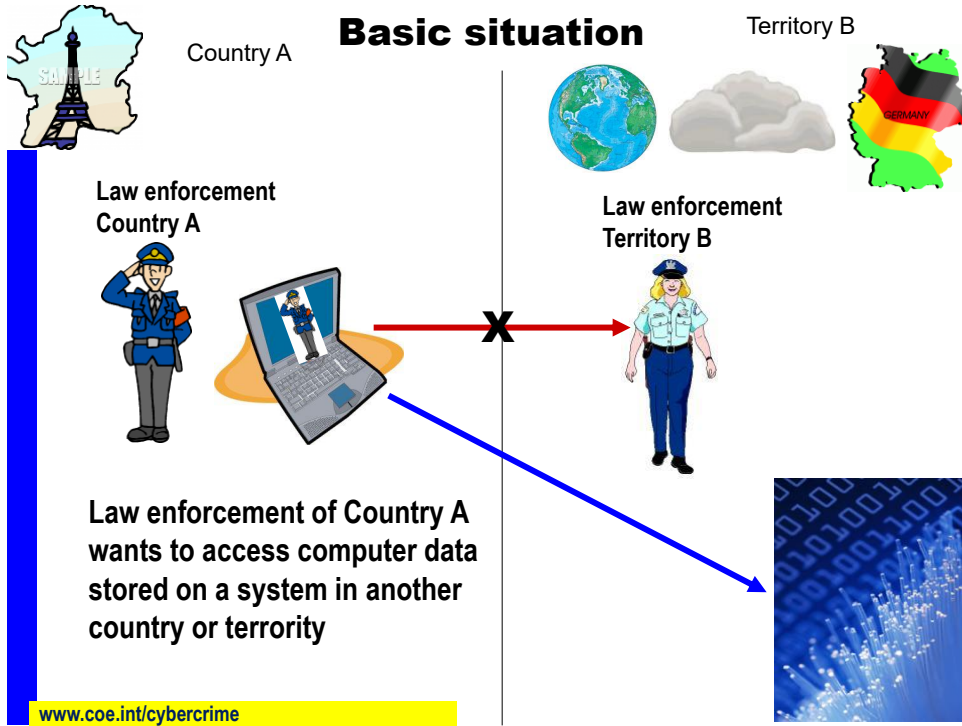 Basic situation
Country A
Territory B
SAMPLE
GERMANY
Law enforcement
Country A
Law enforcement
Territory B
X
Law enforcement of Country A
wants to access computer data
stored on a system in another
country or terrority
www.coe.int/cybercrime